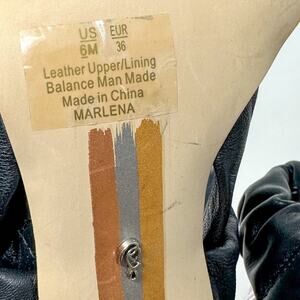 US EUR
6M 36
Leather Upper/Lining
Balance Man Made
Made in China
MARLENA